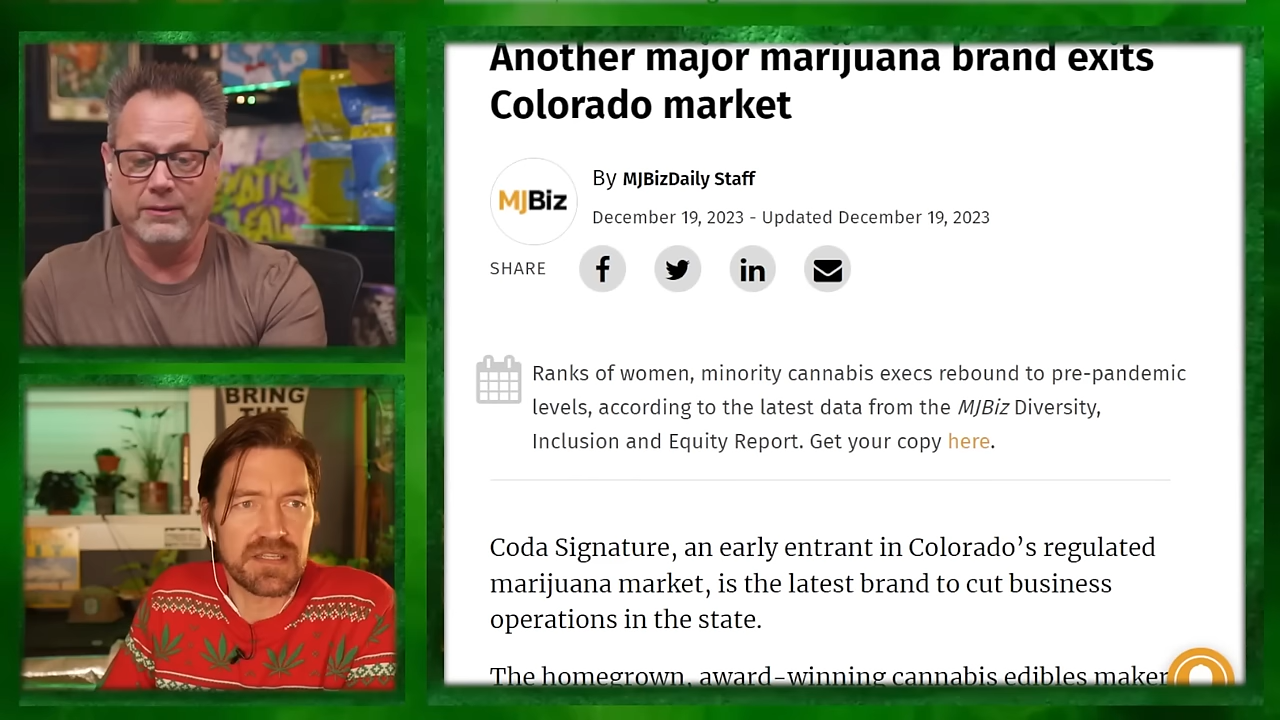 Another major marijuana brand exits
Colorado market
MJBiz
By MJBizDaily Staff
December 19, 2023 - Updated December 19, 2023
SHARE
Ranks of women, minority cannabis execs rebound to pre-pandemic
levels, according to the latest data from the MJBiz Diversity,
Inclusion and Equity Report. Get your copy here.
Coda Signature, an early entrant in Colorado’s regulated
marijuana market, is the latest brand to cut business
operations in the state.
The homegrown, award-winning cannabis edibles maker
BRING
THE